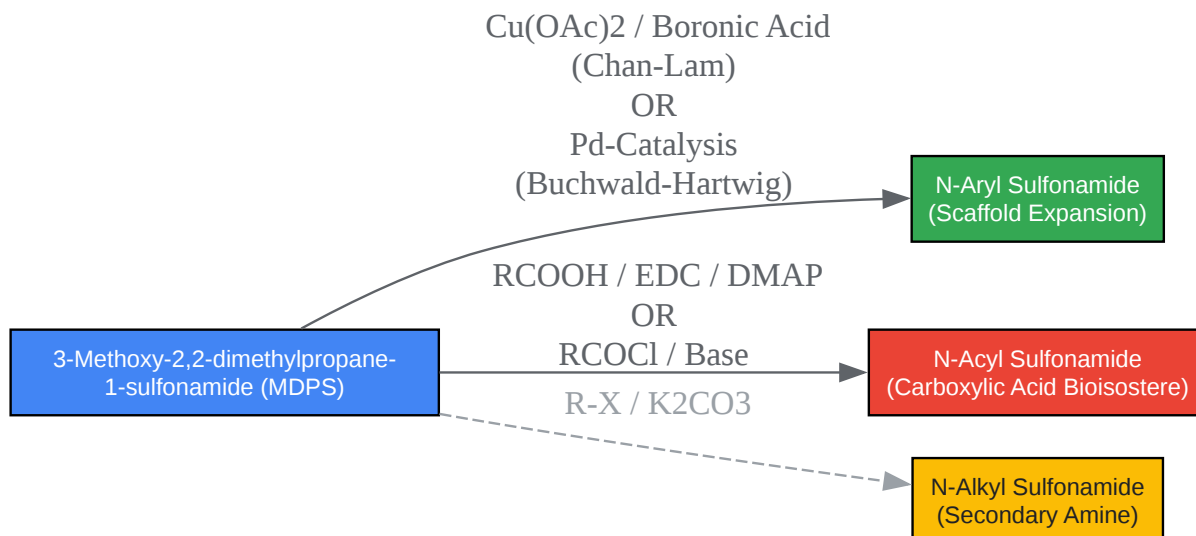 Cu(OAc)2 / Boronic Acid
(Chan-Lam)
OR
Pd-Catalysis
(Buchwald-Hartwig)
N-Aryl Sulfonamide
(Scaffold Expansion)
RCOOH / EDC / DMAP
OR
RCOCl / Base
3-Methoxy-2,2-dimethylpropane-
1-sulfonamide (MDPS)
N-Acyl Sulfonamide
(Carboxylic Acid Bioisostere)
R-X / K2CO3
N-Alkyl Sulfonamide
(Secondary Amine)